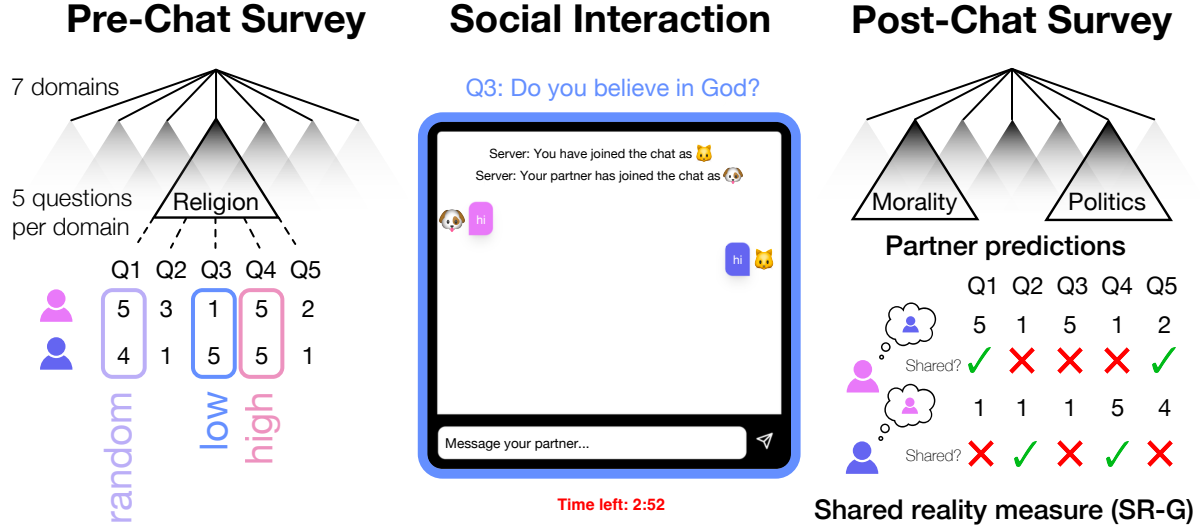 Pre-Chat Survey
7 domains
5 questions
per domain
Religion
Q1 Q2 Q3 Q4 Q5
5 3 1 5 2
4 1 5 5 1
random
low
high
Social Interaction
Q3: Do you believe in God?
Server: You have joined the chat as
Server: Your partner has joined the chat as
hi
hi
Message your partner...
Time left: 2:52
Post-Chat Survey
Morality
Politics
Partner predictions
Q1 Q2 Q3 Q4 Q5
5 1 5 1 2
Shared?
1 1 1 5 4
Shared?
Shared reality measure (SR-G)